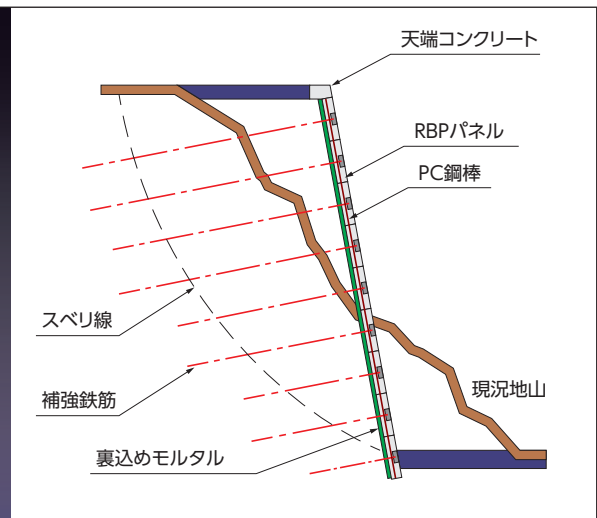 天端コンクリート
RBPパネル
PC鋼棒
スベリ線
現況地山
補強鉄筋
裏込めモルタル